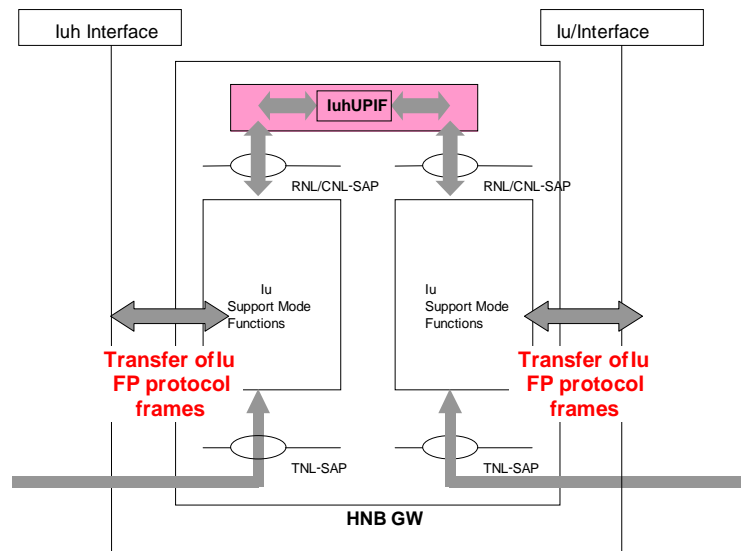 Iuh Interface
Iu/Interface
IuhUPIF
RNL/CNL-SAP
RNL/CNL-SAP
Iu
Support Mode
Functions
Iu
Support Mode
Functions
Transfer of Iu
FP protocol
frames
Transfer of Iu
FP protocol
frames
TNL-SAP
TNL-SAP
HNB GW